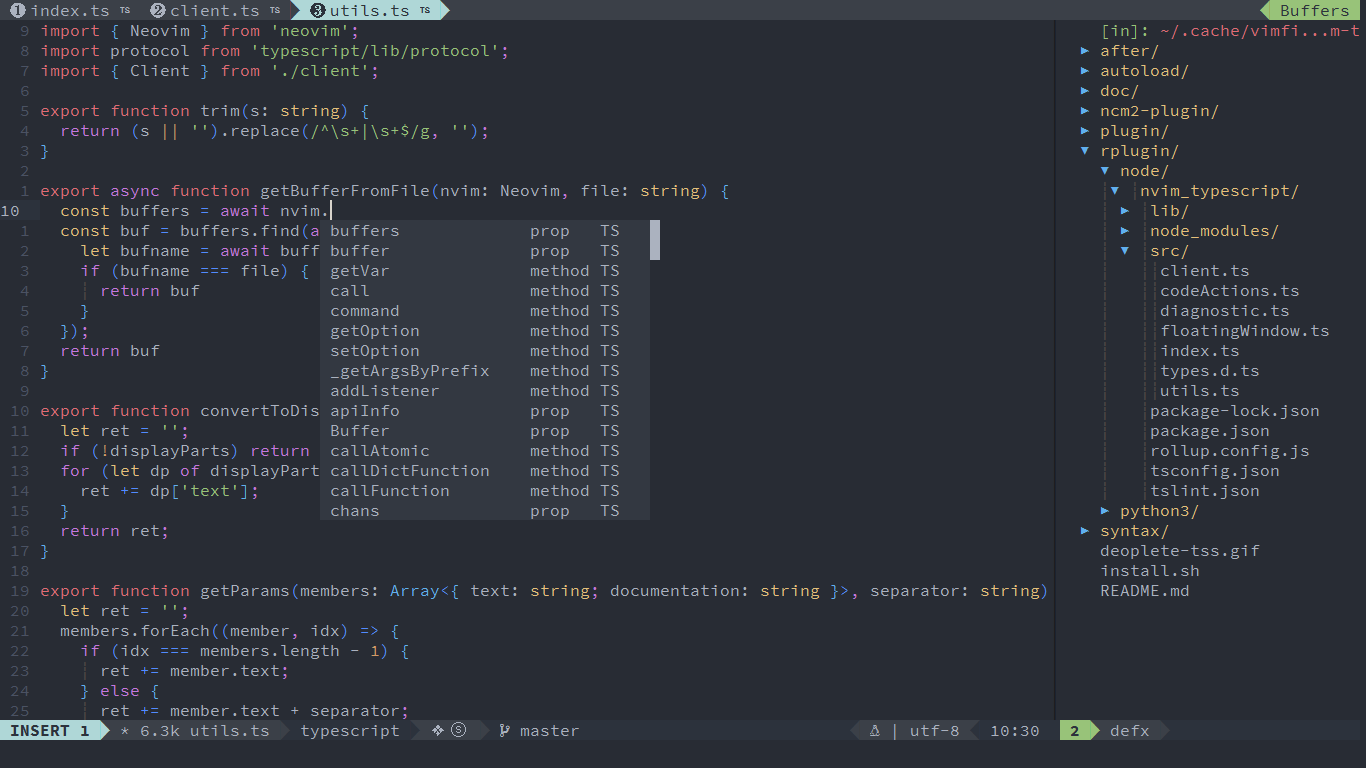 1 index.ts TS 2 client.ts TS 3 utils.ts TS Buffers
9 import { Neovim } from 'neovim';
8 import protocol from 'typescript/lib/protocol';
7 import { Client } from './client';
6
5 export function trim(s: string) {
4   return (s || '').replace(/^\s+|\s+$/g, '');
3 }
2
1 export async function getBufferFromFile(nvim: Neovim, file: string) {
10   const buffers = await nvim.
1   const buf = buffers.find(a
2     let bufname = await buff
3     if (bufname === file) {
4       return buf
5     }
6   });
7   return buf
8 }
9
10 export function convertToDis
11   let ret = '';
12   if (!displayParts) return
13   for (let dp of displayPart
14     ret += dp['text'];
15   }
16   return ret;
17 }
18
19 export function getParams(members: Array<{ text: string; documentation: string }>, separator: string)
20   let ret = '';
21   members.forEach((member, idx) => {
22     if (idx === members.length - 1) {
23       ret += member.text;
24     } else {
25       ret += member.text + separator;
buffers prop TS
buffer prop TS
getVar method TS
call method TS
command method TS
getOption method TS
setOption method TS
_getArgsByPrefix method TS
addListener method TS
apiInfo prop TS
Buffer prop TS
callAtomic method TS
callDictFunction method TS
callFunction method TS
chans prop TS
[in]: ~/.cache/vimfi...m-t
after/
autoload/
doc/
ncm2-plugin/
plugin/
rplugin/
node/
nvim_typescript/
lib/
node_modules/
src/
client.ts
codeActions.ts
diagnostic.ts
floatingWindow.ts
index.ts
types.d.ts
utils.ts
package-lock.json
package.json
rollup.config.js
tsconfig.json
tslint.json
python3/
syntax/
deoplete-tss.gif
install.sh
README.md
INSERT 1 * 6.3k utils.ts typescript ❖ Ⓢ master | utf-8 10:30 2 defx